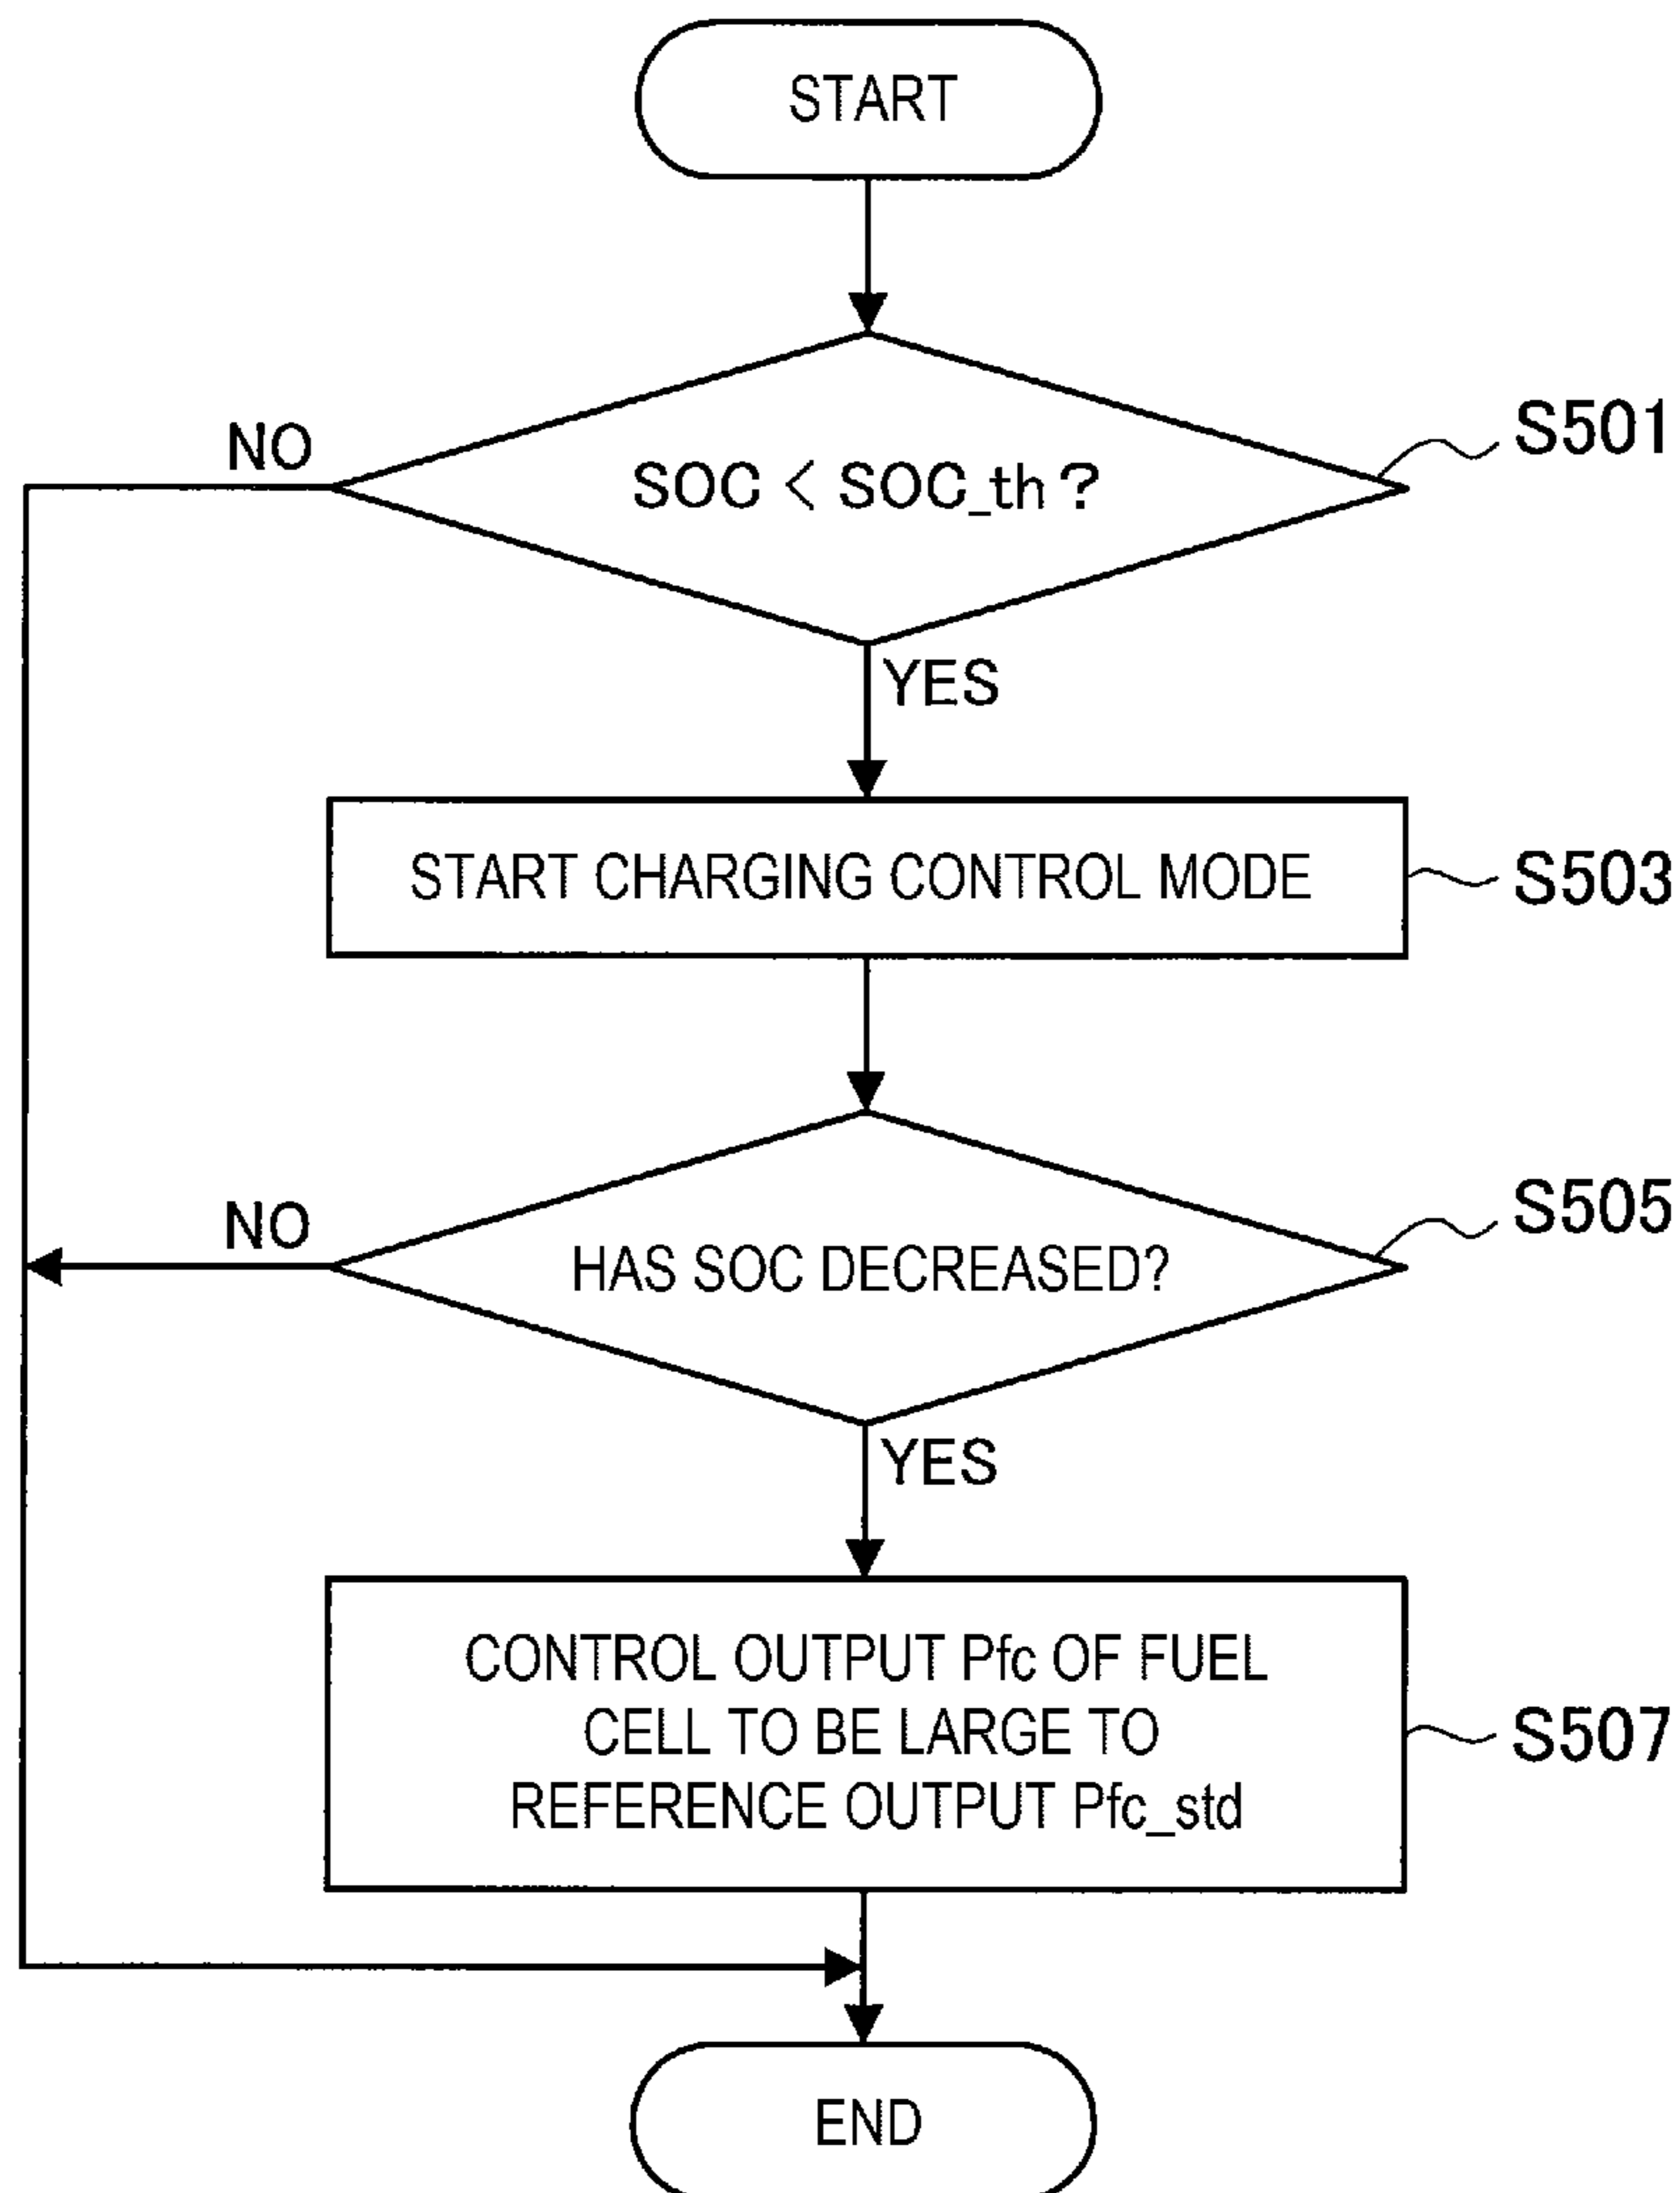 START
NO
SOC < SOC_th ?
S501
YES
START CHARGING CONTROL MODE
S503
NO
HAS SOC DECREASED?
S505
YES
CONTROL OUTPUT Pfc OF FUEL
CELL TO BE LARGE TO
REFERENCE OUTPUT Pfc_std
S507
END